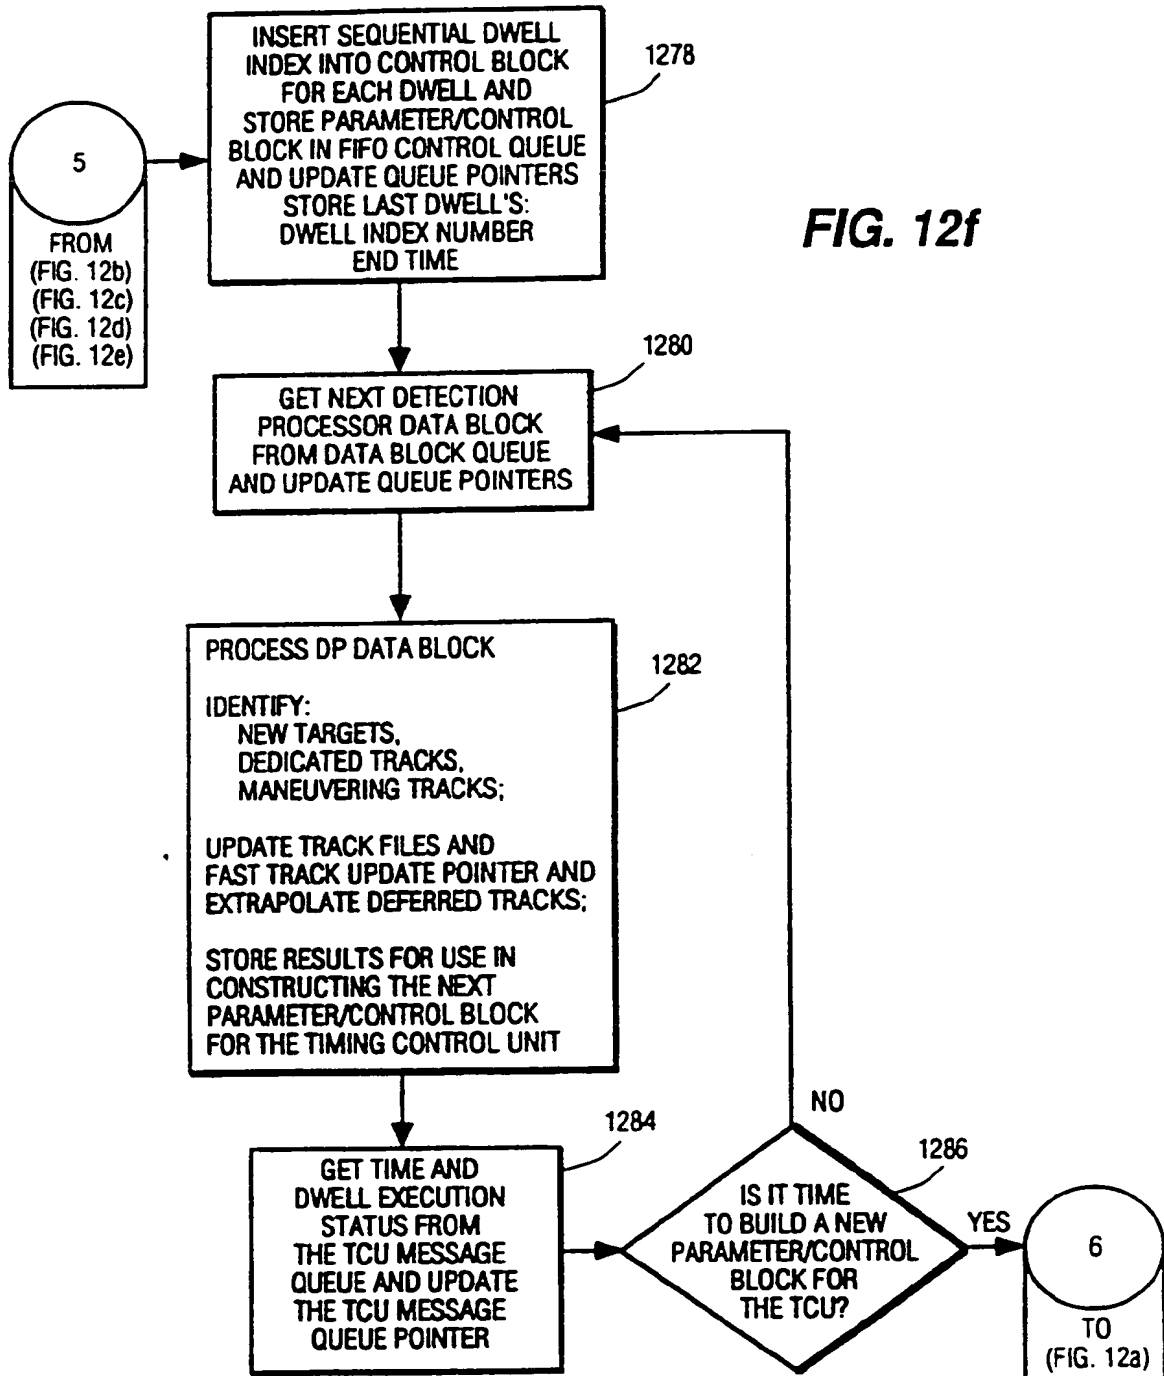 INSERT SEQUENTIAL DWELL
INDEX INTO CONTROL BLOCK
FOR EACH DWELL AND
STORE PARAMETER/CONTROL
BLOCK IN FIFO CONTROL QUEUE
AND UPDATE QUEUE POINTERS
STORE LAST DWELL'S:
DWELL INDEX NUMBER
END TIME
1278
5
FROM
(FIG. 12b)
(FIG. 12c)
(FIG. 12d)
(FIG. 12e)
FIG. 12f
1280
GET NEXT DETECTION
PROCESSOR DATA BLOCK
FROM DATA BLOCK QUEUE
AND UPDATE QUEUE POINTERS
1282
PROCESS DP DATA BLOCK
IDENTIFY:
NEW TARGETS,
DEDICATED TRACKS,
MANEUVERING TRACKS;
UPDATE TRACK FILES AND
FAST TRACK UPDATE POINTER AND
EXTRAPOLATE DEFERRED TRACKS;
STORE RESULTS FOR USE IN
CONSTRUCTING THE NEXT
PARAMETER/CONTROL BLOCK
FOR THE TIMING CONTROL UNIT
1284
GET TIME AND
DWELL EXECUTION
STATUS FROM
THE TCU MESSAGE
QUEUE AND UPDATE
THE TCU MESSAGE
QUEUE POINTER
NO
1286
IS IT TIME
TO BUILD A NEW
PARAMETER/CONTROL
BLOCK FOR
THE TCU?
YES
6
TO
(FIG. 12a)